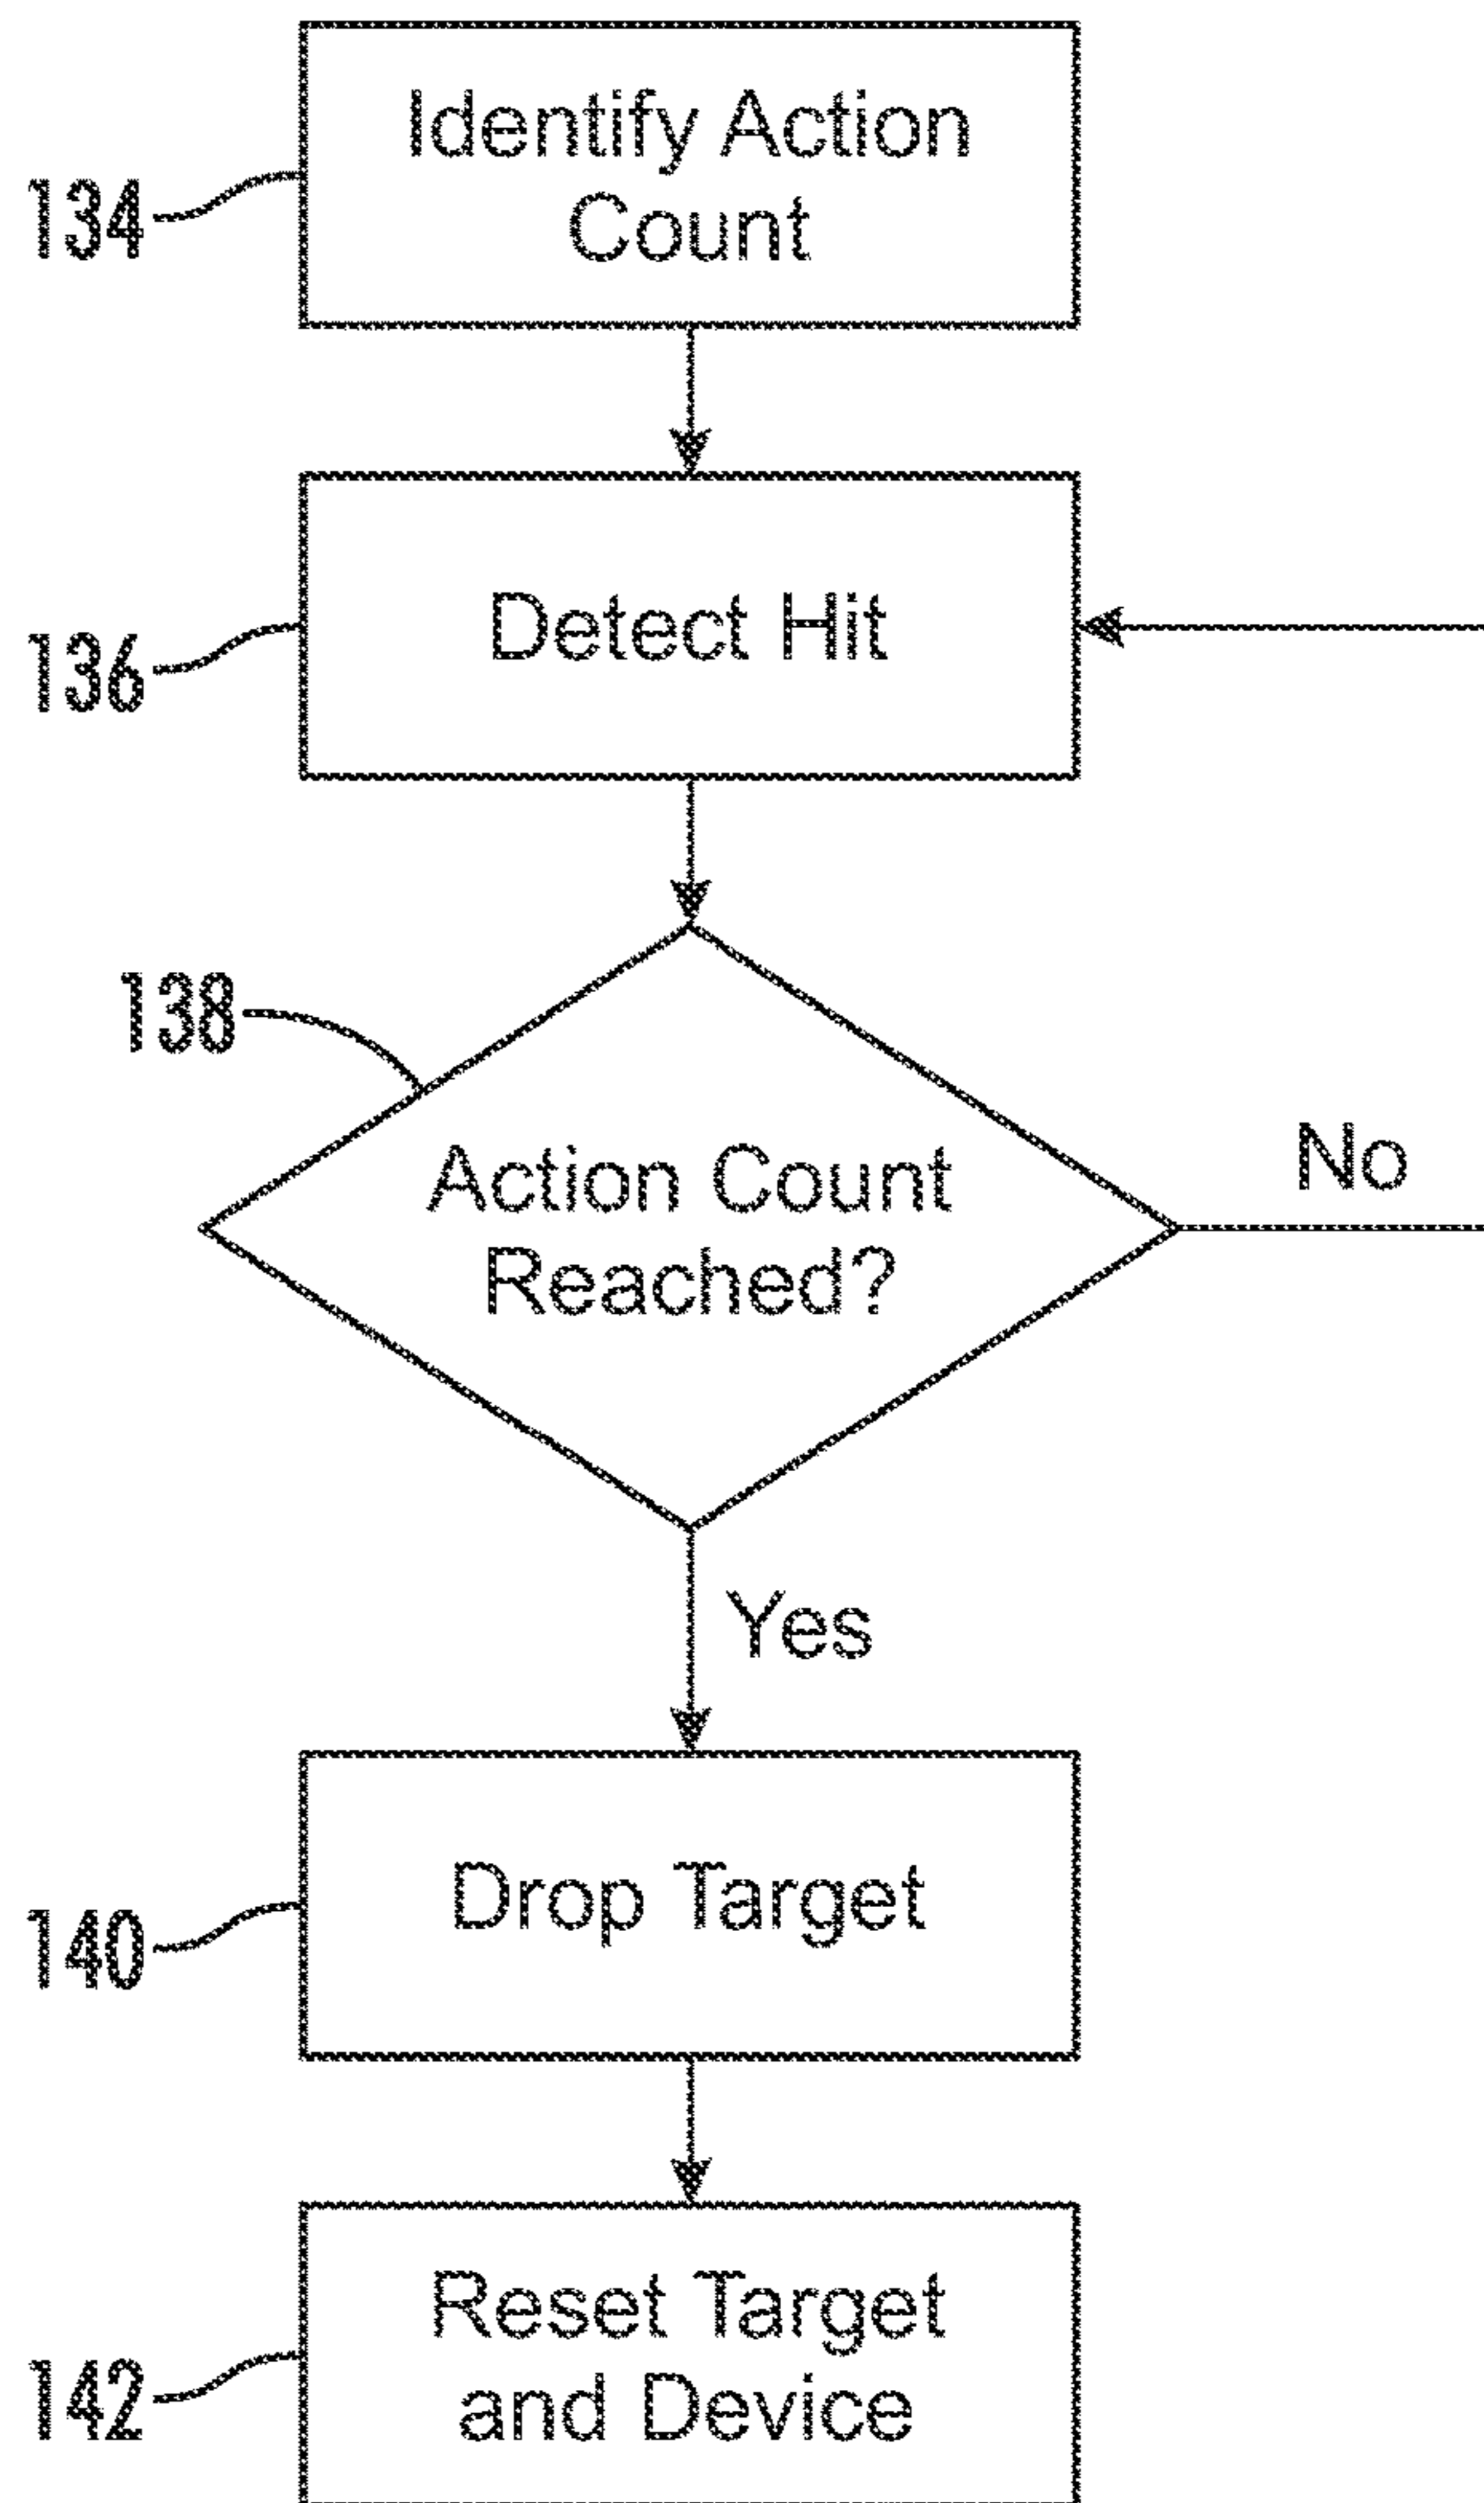 Identify Action
Count
134
Detect Hit
136
138
Action Count
Reached?
No
Yes
Drop Target
140
Reset Target
and Device
142